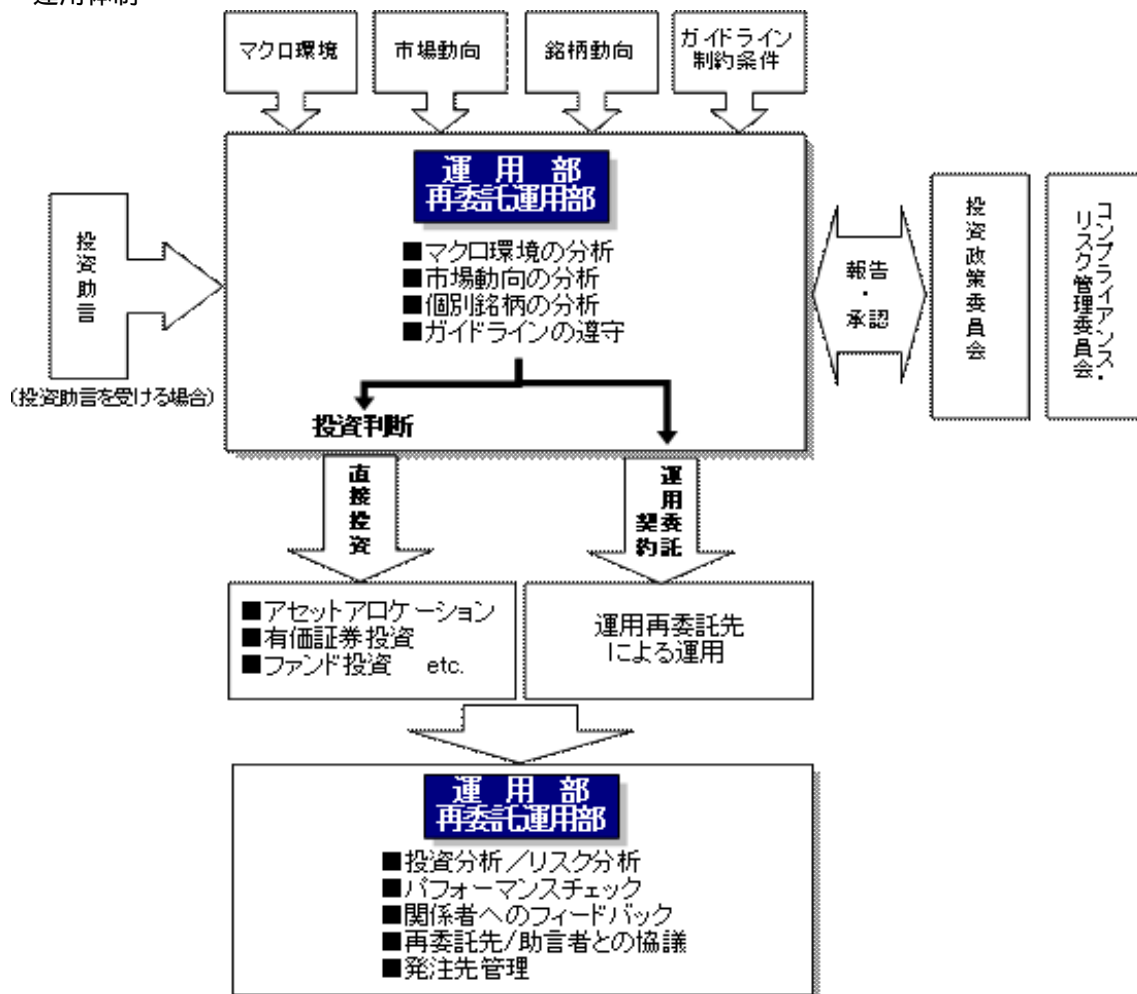 運用体制
マクロ環境
市場動向
銘柄動向
ガイドライン
制約条件
運 用 部
再委託運用部
■マクロ環境の分析
■市場動向の分析
■個別銘柄の分析
■ガイドラインの遵守
投資判断
投資助言
(投資助言を受ける場合)
報告
・
承認
投資政策委員会
コンプライアンス・
リスク管理委員会
直接投資
運用委託
契約
■アセットアロケーション
■有価証券投資
■ファンド投資 etc.
運用再委託先
による運用
運 用 部
再委託運用部
■投資分析/リスク分析
■パフォーマンスチェック
■関係者へのフィードバック
■再委託先/助言者との協議
■発注先管理